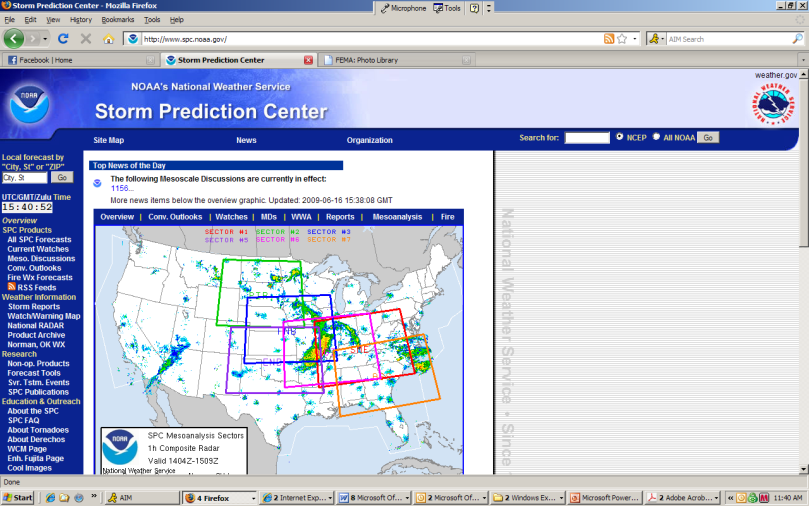 Storm Prediction Center - Mozilla Firefox
Microphone Tools
File Edit View History Bookmarks Tools Help
http://www.spc.noaa.gov/
AIM Search
Facebook | Home
Storm Prediction Center
FEMA: Photo Library
weather.gov
NOAA
NOAA's National Weather Service
Storm Prediction Center
Site Map News Organization
Search for: NCEP All NOAA Go
Local forecast by
"City, St" or "ZIP"
City, St Go
UTC/GMT/Zulu Time
15:40:52
Overview
SPC Products
All SPC Forecasts
Current Watches
Meso. Discussions
Conv. Outlooks
Fire Wx Forecasts
RSS Feeds
Weather Information
Storm Reports
Watch/Warning Map
National RADAR
Product Archive
Norman, OK WX
Research
Non-op. Products
Forecast Tools
Svr. Tstm. Events
SPC Publications
Education & Outreach
About the SPC
SPC FAQ
About Tornadoes
About Derechos
WCM Page
Enh. Fujita Page
Cool Images
Top News of the Day
The following Mesoscale Discussions are currently in effect:
1156...
More news items below the overview graphic. Updated: 2009-06-16 15:38:08 GMT
Overview | Conv. Outlooks | Watches | MDs | WWA | Reports | Mesoanalysis | Fire
SECTOR #1 SECTOR #2 SECTOR #3
SECTOR #5 SECTOR #6 SECTOR #7
NOAA
SPC Mesoanalysis Sectors
1h Composite Radar
Valid 1404Z-1509Z
National Weather Service
National Weather Service • Since
Done
Start
AIM
4 Firefox
2 Internet Exp...
8 Microsoft Of...
2 Microsoft Of...
2 Windows Ex...
Microsoft Power...
2 Adobe Acrob...
11:40 AM